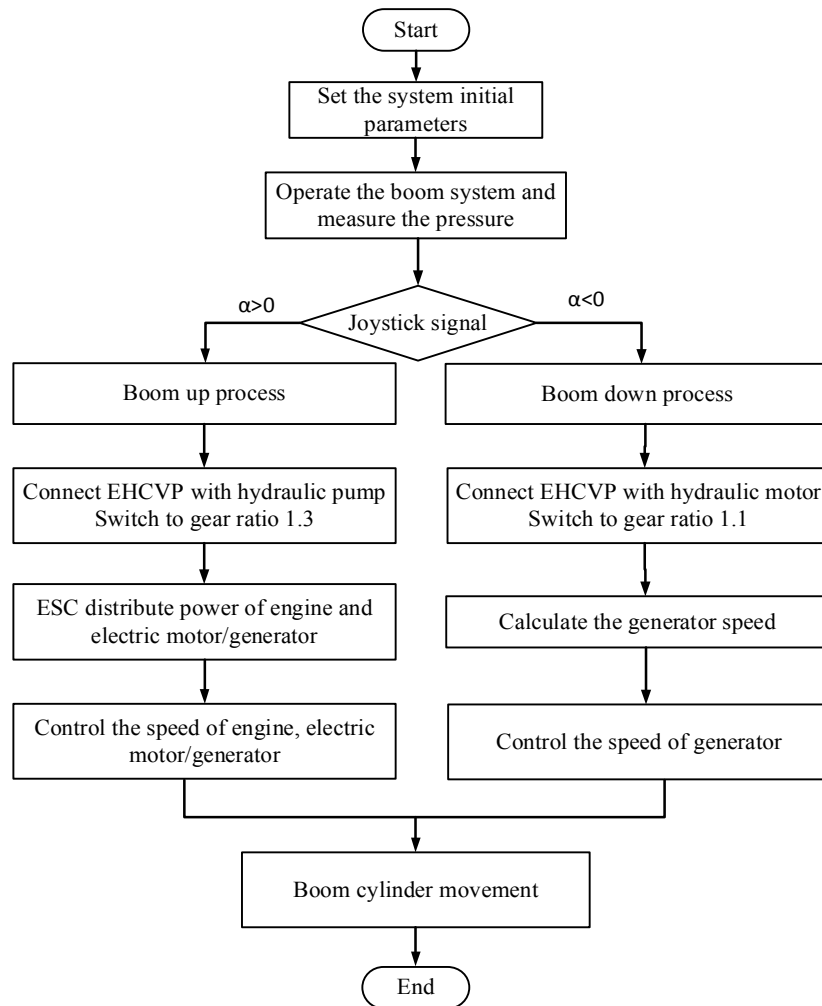 Start
Set the system initial
parameters
Operate the boom system and
measure the pressure
α>0
Joystick signal
α<0
Boom up process
Boom down process
Connect EHCVP with hydraulic pump
Switch to gear ratio 1.3
Connect EHCVP with hydraulic motor
Switch to gear ratio 1.1
ESC distribute power of engine and
electric motor/generator
Calculate the generator speed
Control the speed of engine, electric
motor/generator
Control the speed of generator
Boom cylinder movement
End